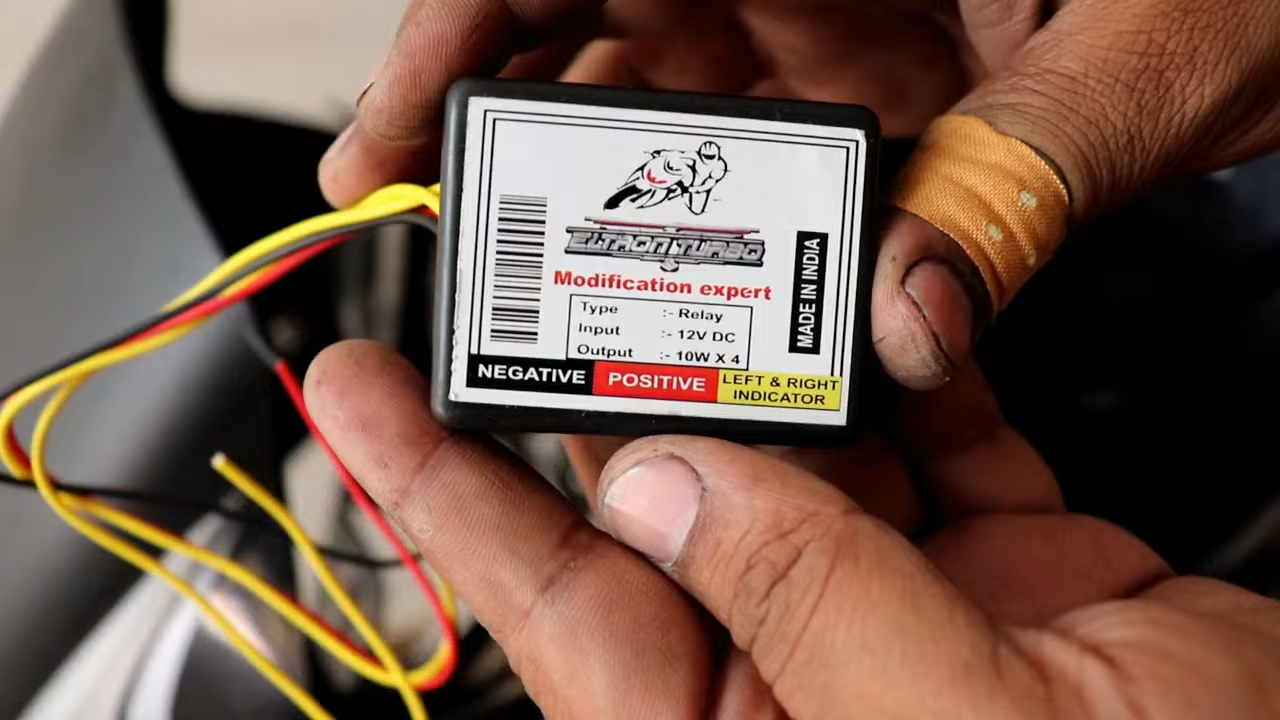 ELTRON TURBO
Modification expert
Type :- Relay
Input :- 12V DC
Output :- 10W X 4
MADE IN INDIA
NEGATIVE
POSITIVE
LEFT & RIGHT
INDICATOR